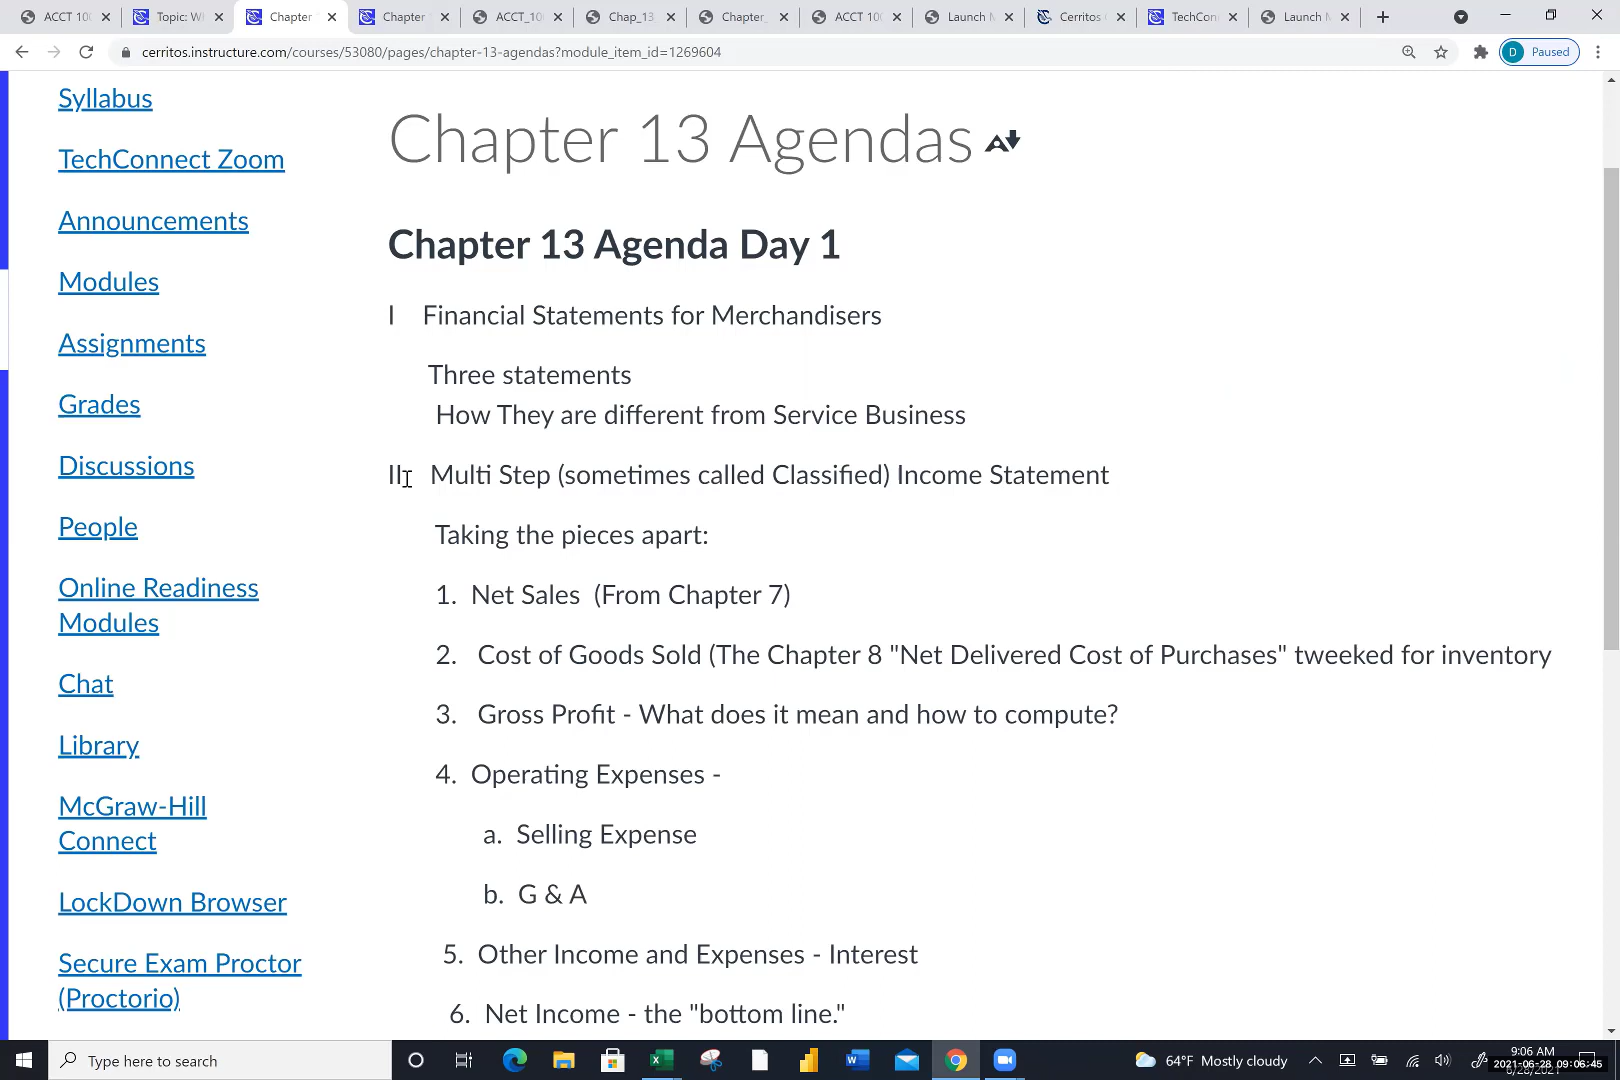 ACCT 10
Topic: W
Chapter
Chapter
ACCT_10
Chap_13
Chapter_
ACCT 10
Launch
Cerritos
TechCon
Launch
cerritos.instructure.com/courses/53080/pages/chapter-13-agendas?module_item_id=1269604
D Paused
Syllabus
TechConnect Zoom
Announcements
Modules
Assignments
Grades
Discussions
People
Online Readiness
Modules
Chat
Library
McGraw-Hill
Connect
LockDown Browser
Secure Exam Proctor
(Proctorio)
Chapter 13 Agendas
Chapter 13 Agenda Day 1
I Financial Statements for Merchandisers
Three statements
How They are different from Service Business
II Multi Step (sometimes called Classified) Income Statement
Taking the pieces apart:
1. Net Sales (From Chapter 7)
2. Cost of Goods Sold (The Chapter 8 "Net Delivered Cost of Purchases" tweeked for inventory
3. Gross Profit - What does it mean and how to compute?
4. Operating Expenses -
a. Selling Expense
b. G & A
5. Other Income and Expenses - Interest
6. Net Income - the "bottom line."
Type here to search
64°F Mostly cloudy
9:06 AM
2021-06-28 09:06:45